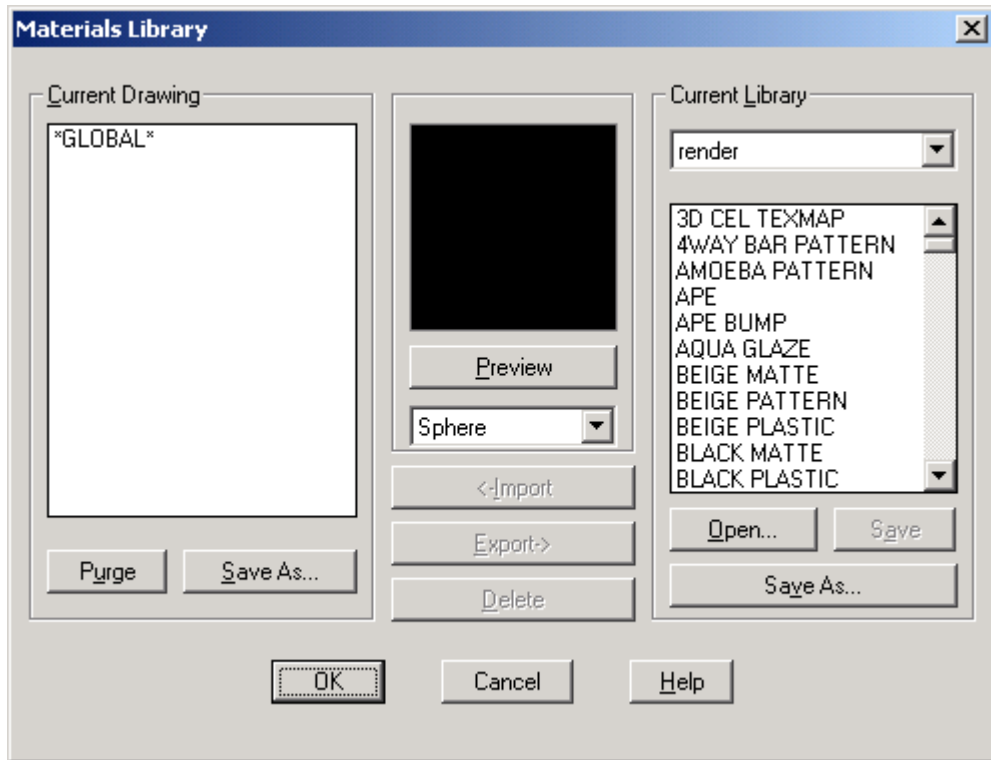 Materials Library
Current Drawing
*GLOBAL*
Purge
Save As...
Preview
Sphere
<-Import
Export->
Delete
Current Library
render
3D CEL TEXMAP
4WAY BAR PATTERN
AMOEBA PATTERN
APE
APE BUMP
AQUA GLAZE
BEIGE MATTE
BEIGE PATTERN
BEIGE PLASTIC
BLACK MATTE
BLACK PLASTIC
Open...
Save
Save As...
OK
Cancel
Help